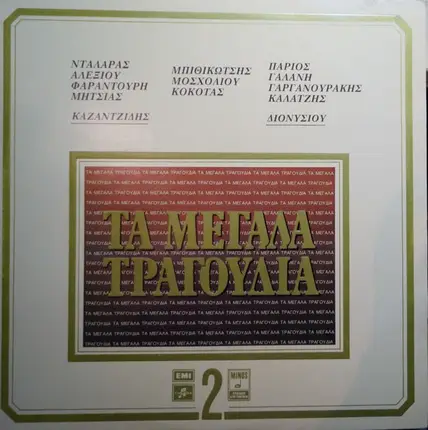 ΝΤΑΛΑΡΑΣ
ΑΛΕΞΙΟΥ
ΦΑΡΑΝΤΟΥΡΗ
ΜΗΤΣΙΑΣ
ΚΑΖΑΝΤΖΙΔΗΣ
ΜΠΙΘΙΚΩΤΣΗΣ
ΜΟΣΧΟΛΙΟΥ
ΚΟΚΟΤΑΣ
ΠΑΡΙΟΣ
ΓΑΛΑΝΗ
ΓΑΡΓΑΝΟΥΡΑΚΗΣ
ΚΑΛΑΤΖΗΣ
ΔΙΟΝΥΣΙΟΥ
ΤΑ ΜΕΓΑΛΑ
ΤΡΑΓΟΥΔΙΑ
EMI
2
MINOS